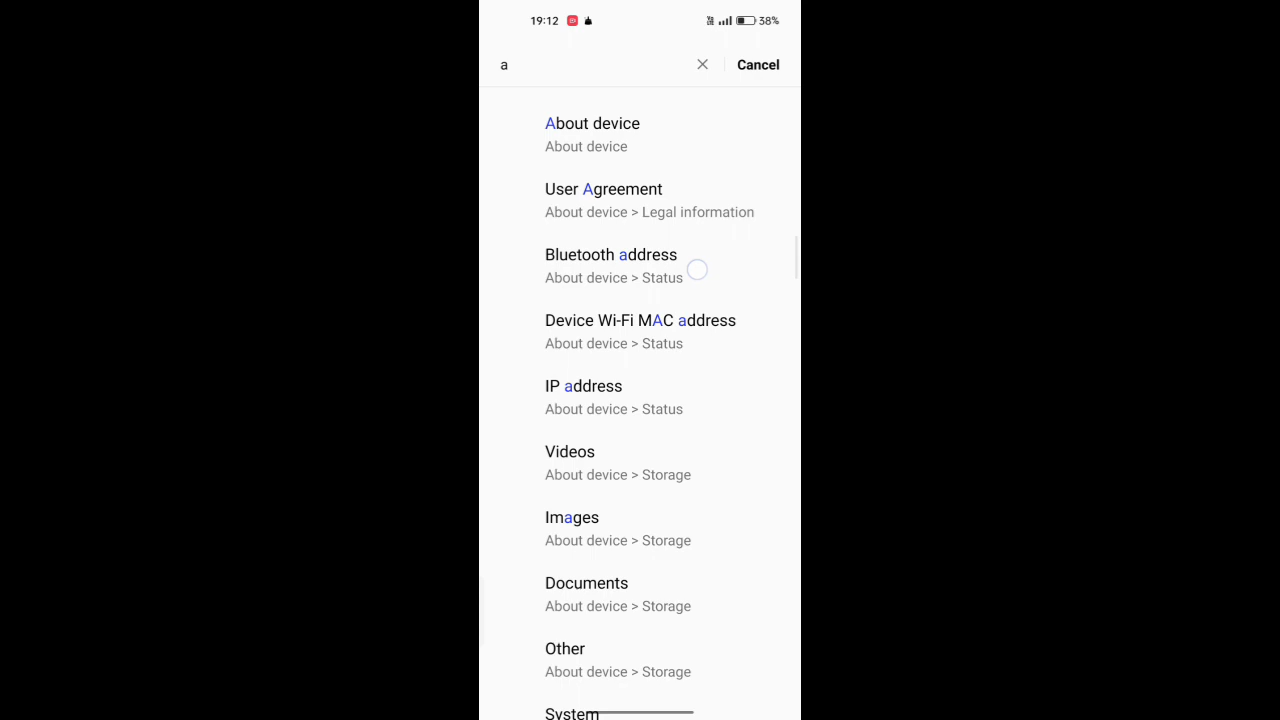 19:12 38%
a Cancel
About device
About device
User Agreement
About device > Legal information
Bluetooth address
About device > Status
Device Wi-Fi MAC address
About device > Status
IP address
About device > Status
Videos
About device > Storage
Images
About device > Storage
Documents
About device > Storage
Other
About device > Storage
System